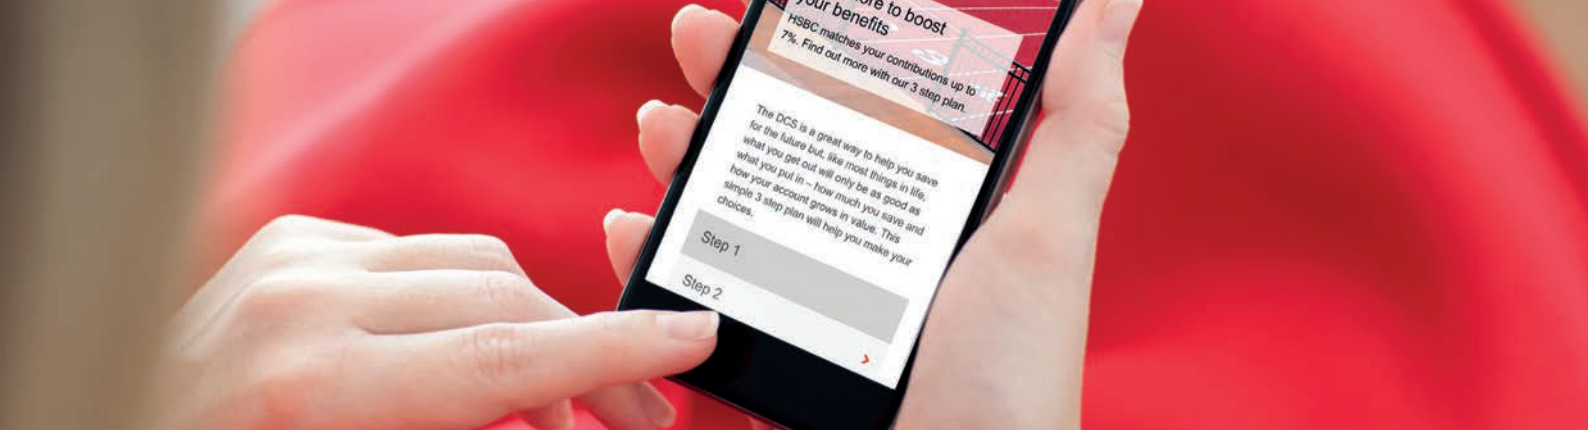 ore to boost
your benefits
HSBC matches your contributions up to
7%. Find out more with our 3 step plan.
The DCS is a great way to help you save
for the future but, like most things in life,
what you get out will only be as good as
what you put in – how much you save and
how your account grows in value. This
simple 3 step plan will help you make your
choices.
Step 1
Step 2